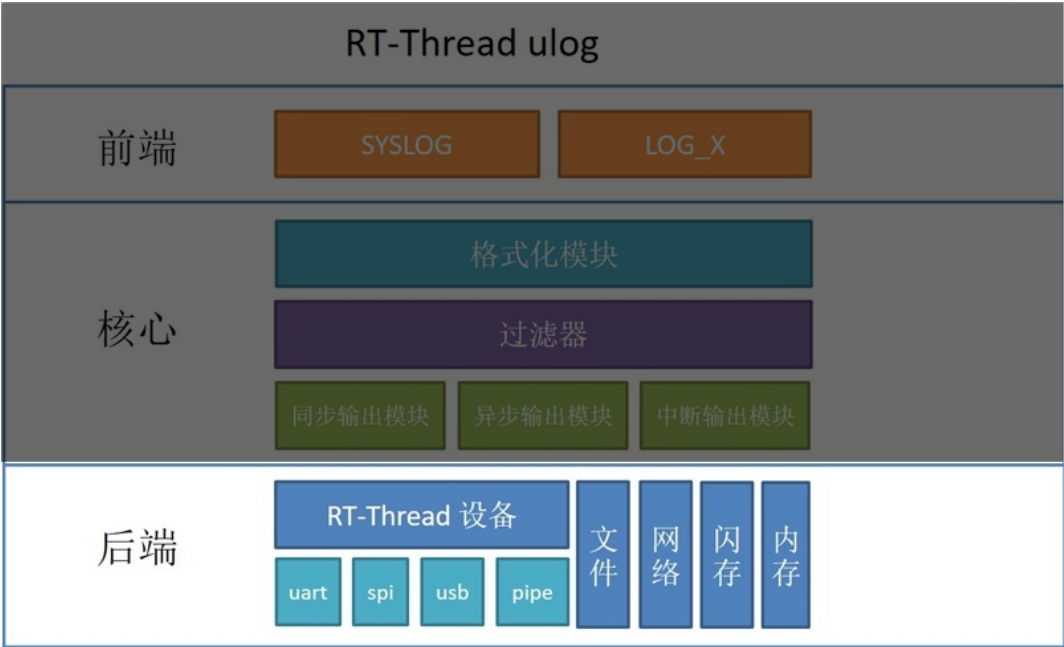 RT-Thread ulog
前端
SYSLOG
LOG_X
核心
格式化模块
过滤器
同步输出模块
异步输出模块
中断输出模块
后端
RT-Thread 设备
uart
spi
usb
pipe
文件
网络
闪存
内存